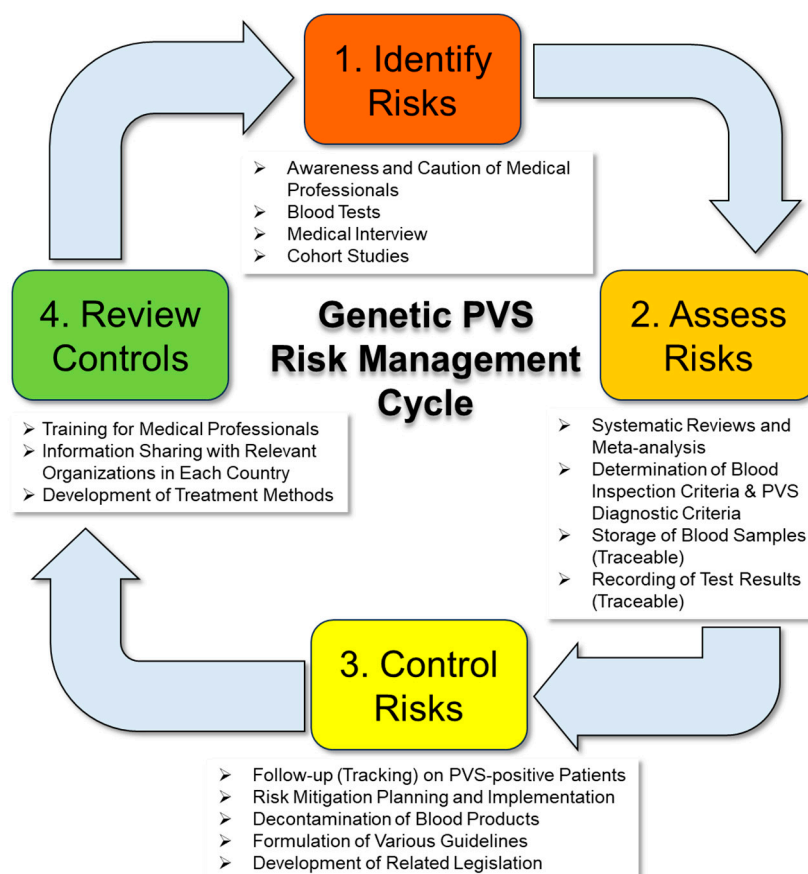 1. Identify
Risks
➢ Awareness and Caution of Medical
Professionals
➢ Blood Tests
➢ Medical Interview
➢ Cohort Studies
Genetic PVS
Risk Management
Cycle
2. Assess
Risks
➢ Systematic Reviews and
Meta-analysis
➢ Determination of Blood
Inspection Criteria & PVS
Diagnostic Criteria
➢ Storage of Blood Samples
(Traceable)
➢ Recording of Test Results
(Traceable)
3. Control
Risks
➢ Follow-up (Tracking) on PVS-positive Patients
➢ Risk Mitigation Planning and Implementation
➢ Decontamination of Blood Products
➢ Formulation of Various Guidelines
➢ Development of Related Legislation
4. Review
Controls
➢ Training for Medical Professionals
➢ Information Sharing with Relevant
Organizations in Each Country
➢ Development of Treatment Methods